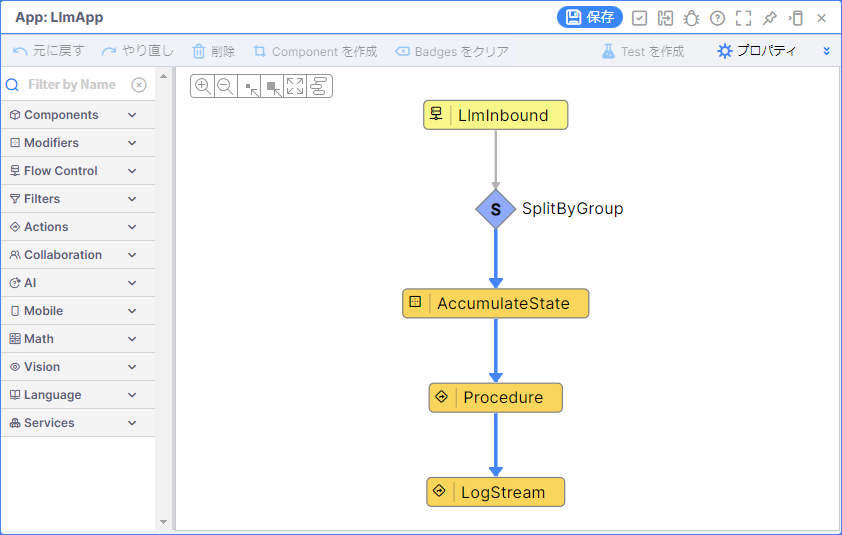 App: LlmApp
保存
元に戻す
やり直し
削除
Component を作成
Badges をクリア
Test を作成
プロパティ
Filter by Name
Components
Modifiers
Flow Control
Filters
Actions
Collaboration
AI
Mobile
Math
Vision
Language
Services
LlmInbound
S
SplitByGroup
AccumulateState
Procedure
LogStream